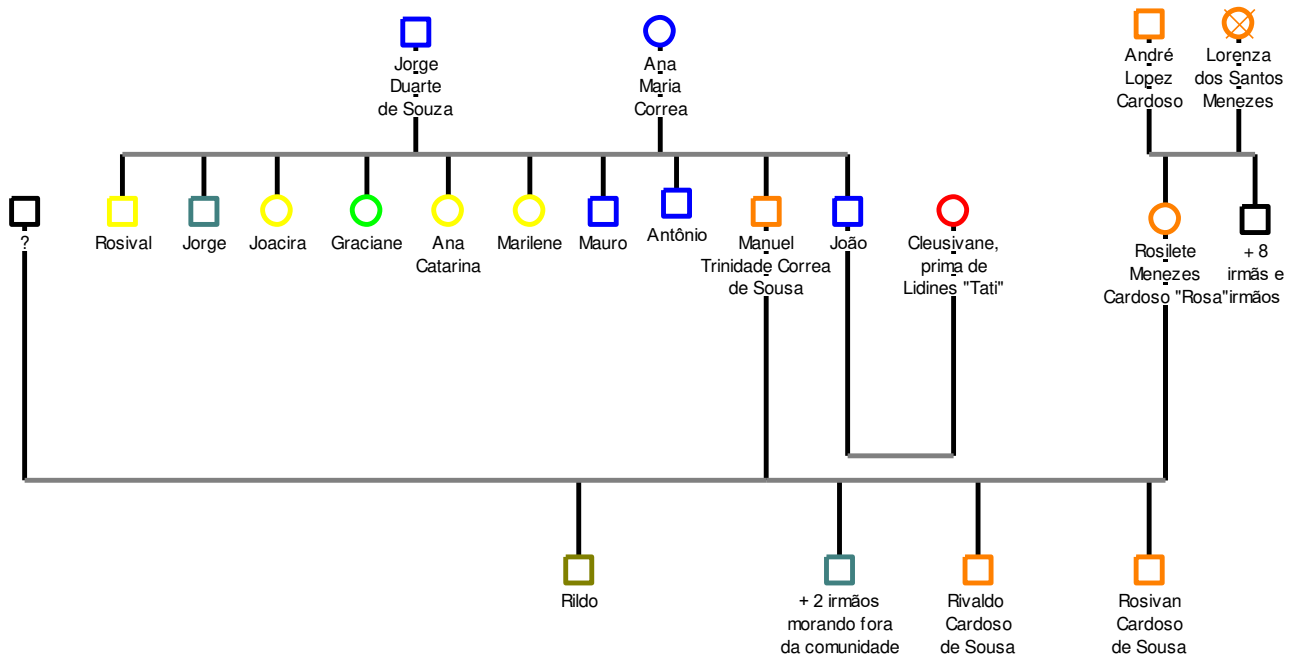 Jorge
Duarte
de Souza
Ana
Maria
Correa
André
Lopez
Cardoso
Lorenza
dos Santos
Menezes
?
Rosival
Jorge
Joacira
Graciane
Ana
Catarina
Marilene
Mauro
Antônio
Manuel
Trinidade Correa
de Sousa
João
Cleusivane,
prima de
Lidines "Tati"
Rosilete
Menezes
Cardoso "Rosa"
+ 8
irmãs e
irmãos
Rildo
+ 2 irmãos
morando fora
da comunidade
Rivaldo
Cardoso
de Sousa
Rosivan
Cardoso
de Sousa